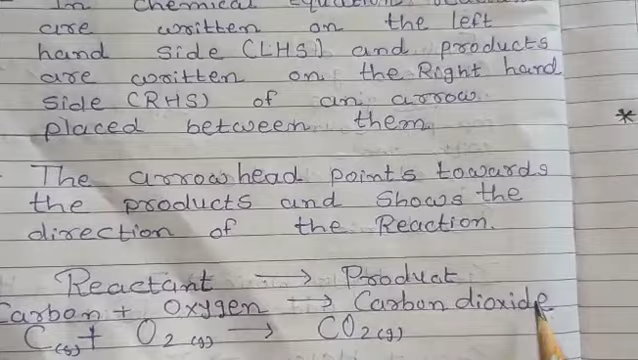 In Chemical
are written on the left
hand side (LHS) and products
are written on the Right hand
side (RHS) of an arrow
placed between them.
The arrowhead points towards
the products and shows the
direction of the Reaction.
Reactant → Product
Carbon + Oxygen → Carbon dioxide
C(s) + O2(g) → CO2(g)
*